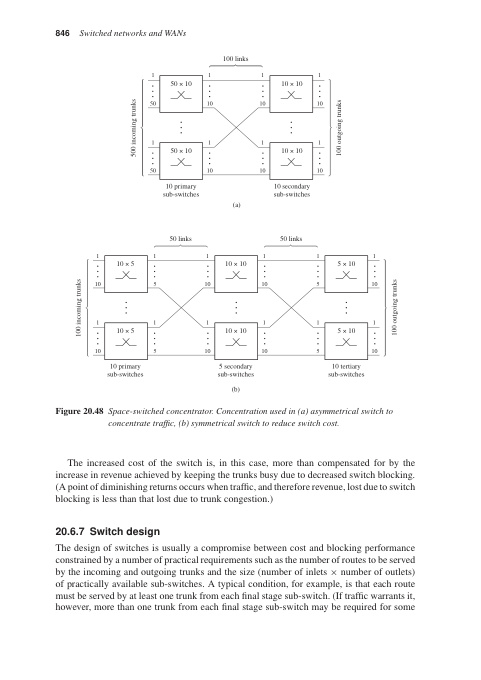 846 Switched networks and WANs
100 links
1 1 1 1
50 × 10 10 × 10
50 10 10 10
500 incoming trunks
100 outgoing trunks
1 1 1 1
50 × 10 10 × 10
50 10 10 10
10 primary 10 secondary
sub-switches sub-switches
(a)
50 links 50 links
1 1 1 1 1 1
10 × 5 10 × 10 5 × 10
10 5 10 10 5 10
100 incoming trunks
100 outgoing trunks
1 1 1 1 1 1
10 × 5 10 × 10 5 × 10
10 5 10 10 5 10
10 primary 5 secondary 10 tertiary
sub-switches sub-switches sub-switches
(b)
Figure 20.48 Space-switched concentrator. Concentration used in (a) asymmetrical switch to
concentrate traffic, (b) symmetrical switch to reduce switch cost.
The increased cost of the switch is, in this case, more than compensated for by the
increase in revenue achieved by keeping the trunks busy due to decreased switch blocking.
(A point of diminishing returns occurs when traffic, and therefore revenue, lost due to switch
blocking is less than that lost due to trunk congestion.)
20.6.7 Switch design
The design of switches is usually a compromise between cost and blocking performance
constrained by a number of practical requirements such as the number of routes to be served
by the incoming and outgoing trunks and the size (number of inlets × number of outlets)
of practically available sub-switches. A typical condition, for example, is that each route
must be served by at least one trunk from each final stage sub-switch. (If traffic warrants it,
however, more than one trunk from each final stage sub-switch may be required for some